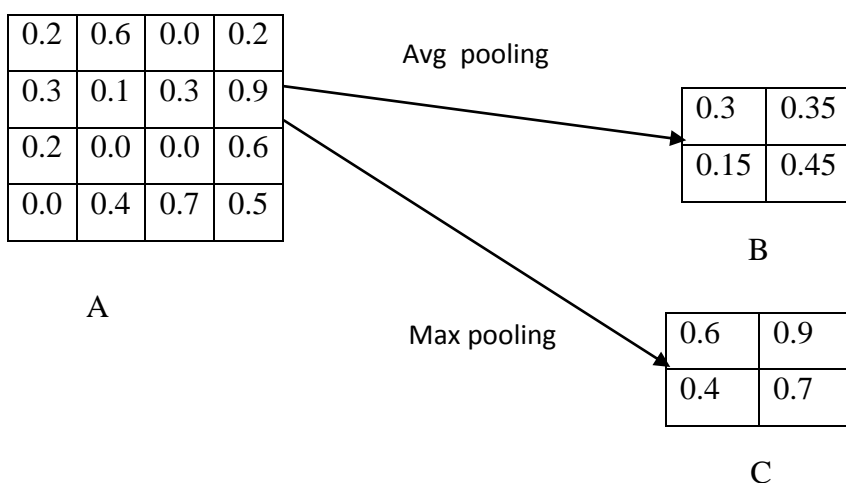 0.2 0.6 0.0 0.2
0.3 0.1 0.3 0.9
0.2 0.0 0.0 0.6
0.0 0.4 0.7 0.5
A
Avg pooling
0.3 0.35
0.15 0.45
B
Max pooling
0.6 0.9
0.4 0.7
C